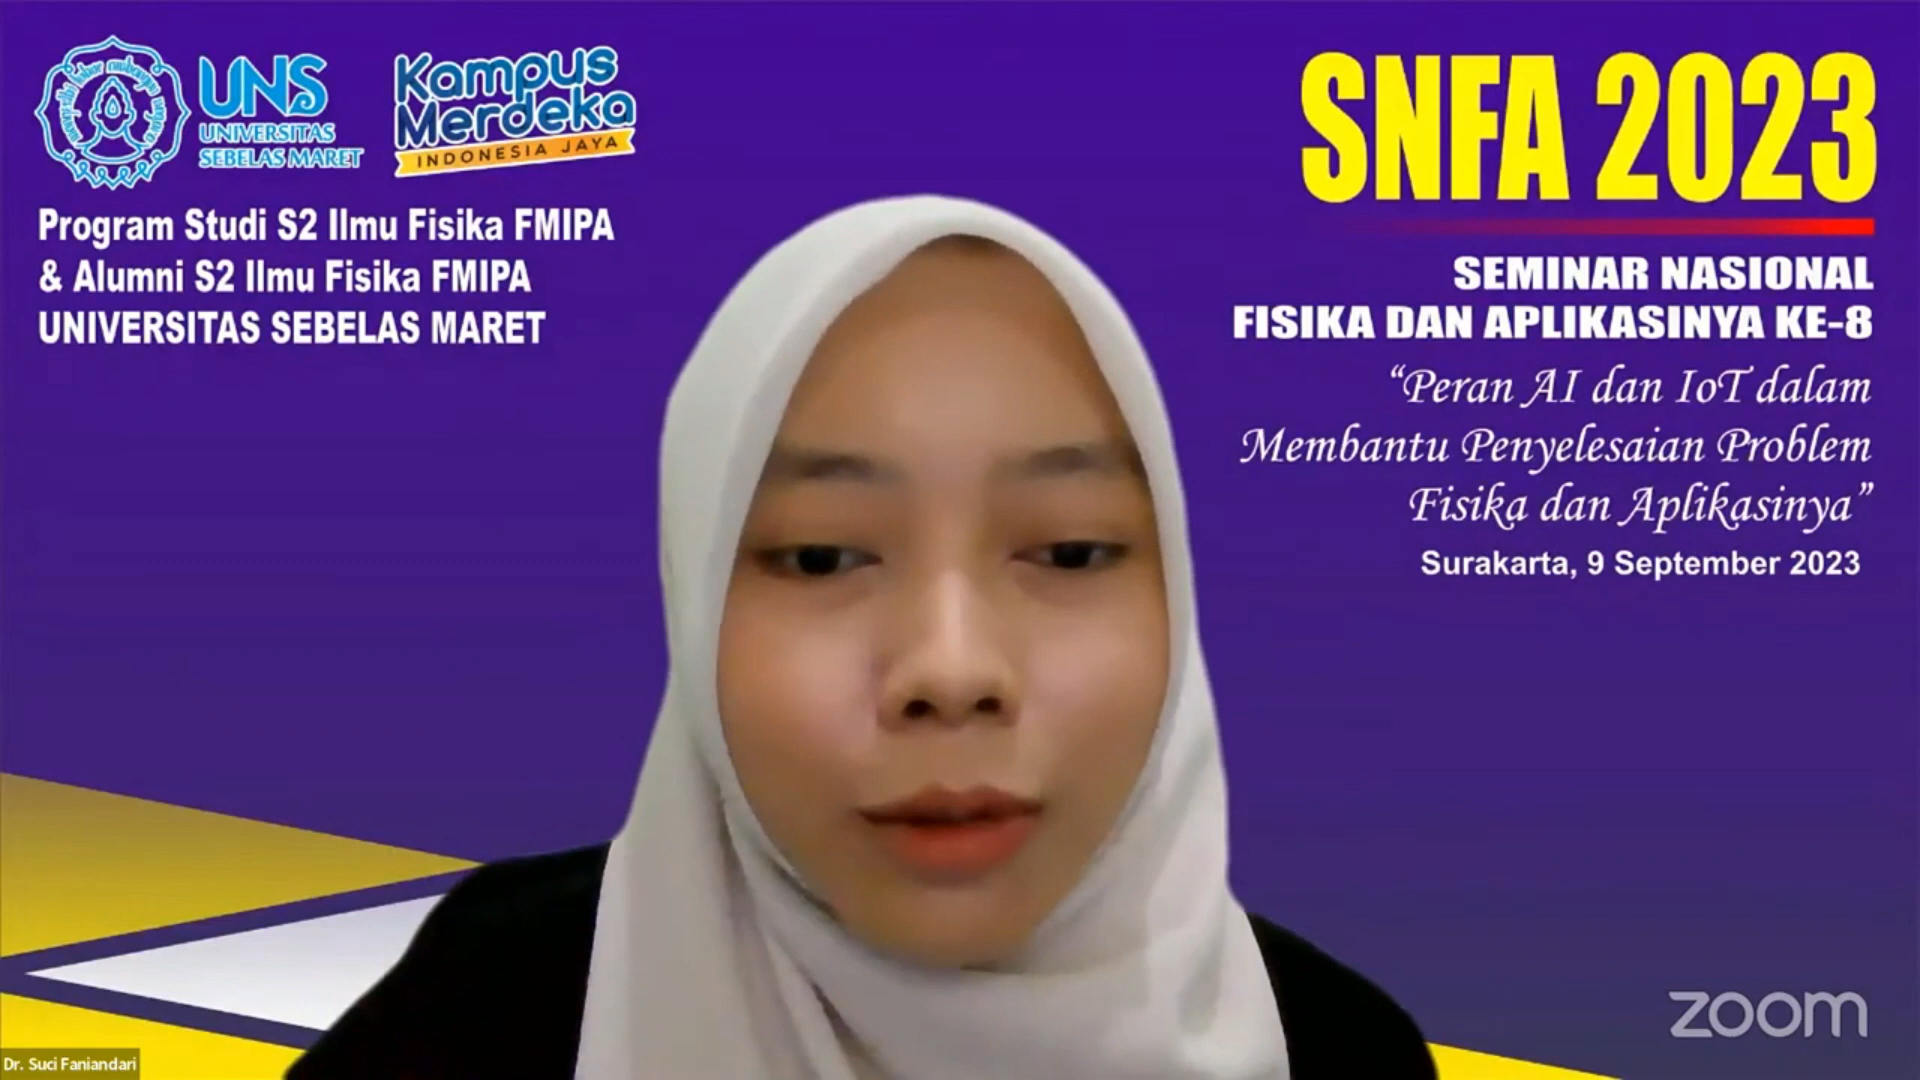 UNS
UNIVERSITAS
SEBELAS MARET
Kampus
Merdeka
INDONESIA JAYA
Program Studi S2 Ilmu Fisika FMIPA
& Alumni S2 Ilmu Fisika FMIPA
UNIVERSITAS SEBELAS MARET
SNFA 2023
SEMINAR NASIONAL
FISIKA DAN APLIKASINYA KE-8
“Peran AI dan IoT dalam
Membantu Penyelesaian Problem
Fisika dan Aplikasinya”
Surakarta, 9 September 2023
zoom
Dr. Suci Faniandari